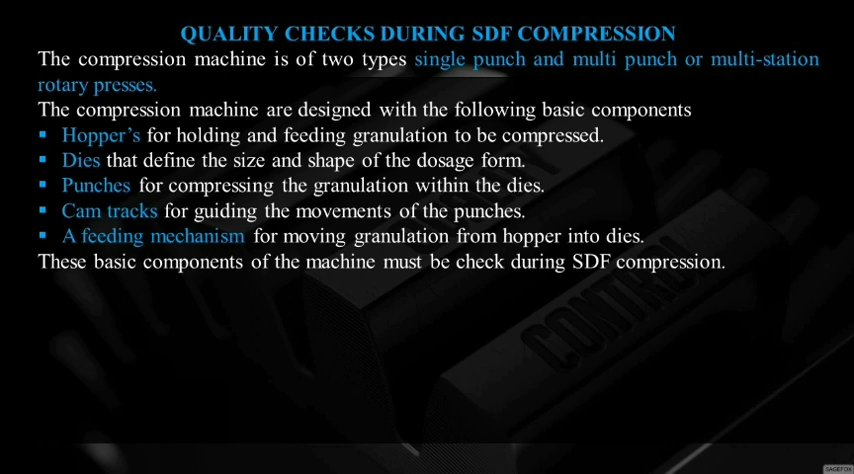 QUALITY CHECKS DURING SDF COMPRESSION
The compression machine is of two types single punch and multi punch or multi-station
rotary presses.
The compression machine are designed with the following basic components
▪ Hopper's for holding and feeding granulation to be compressed.
▪ Dies that define the size and shape of the dosage form.
▪ Punches for compressing the granulation within the dies.
▪ Cam tracks for guiding the movements of the punches.
▪ A feeding mechanism for moving granulation from hopper into dies.
These basic components of the machine must be check during SDF compression.
CONTROL
SAGEFOX